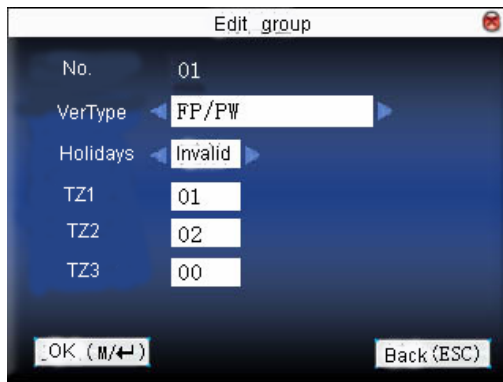 Edit group
No. 01
VerType FP/PW
Holidays Invalid
TZ1 01
TZ2 02
TZ3 00
OK (M/↵) Back (ESC)